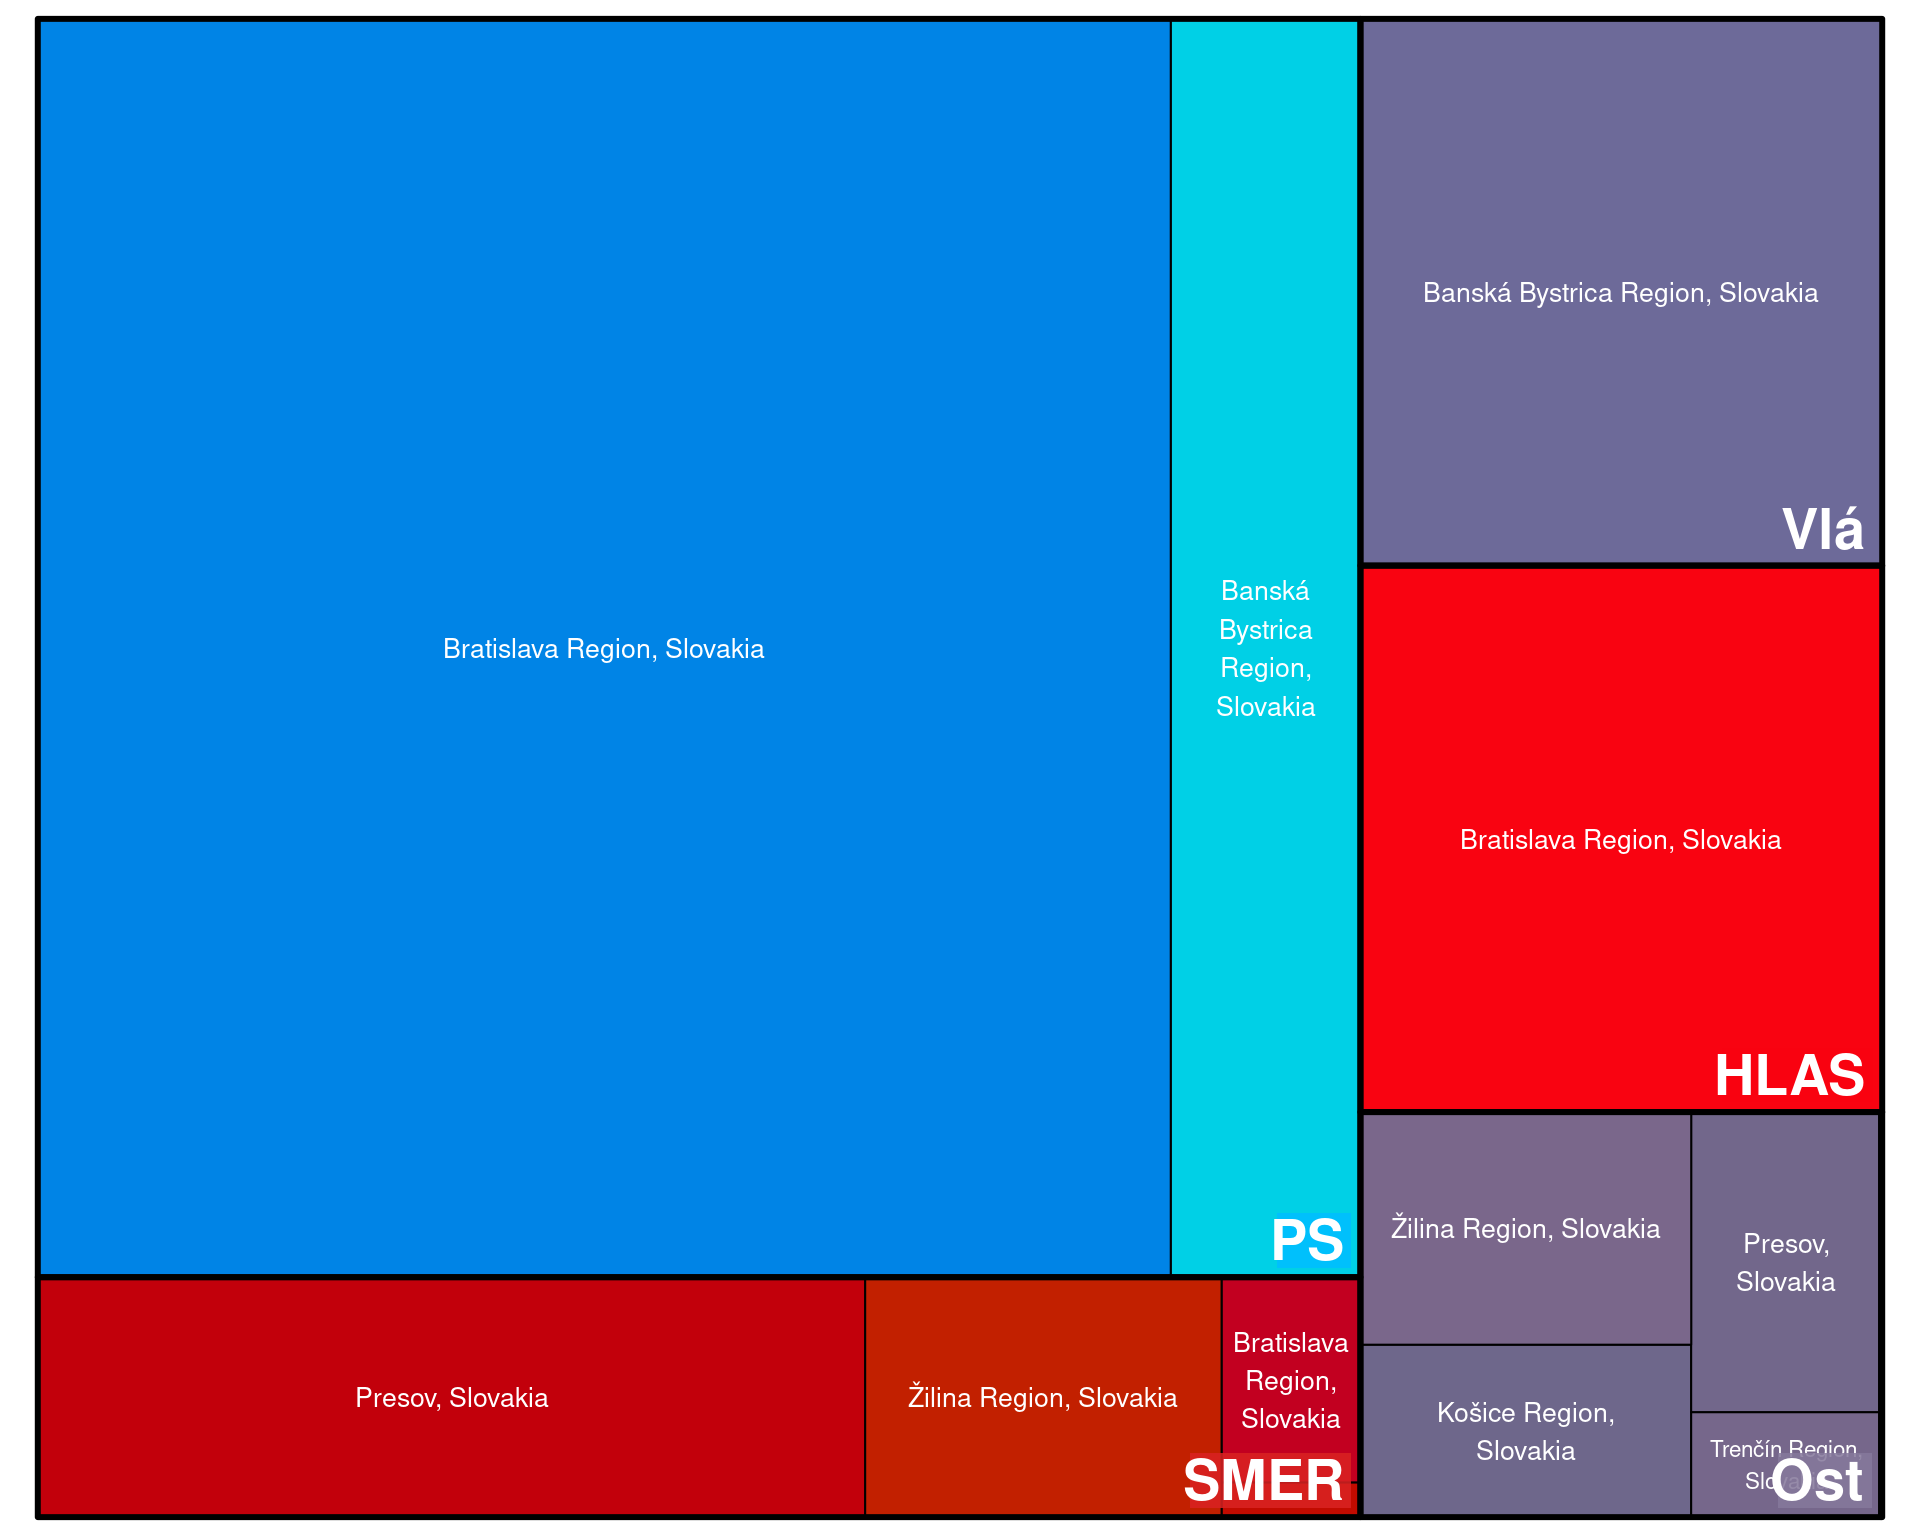 Bratislava Region, Slovakia
Banská
Bystrica
Region,
Slovakia
PS
Banská Bystrica Region, Slovakia
Vlá
Bratislava Region, Slovakia
HLAS
Presov, Slovakia
Žilina Region, Slovakia
Bratislava
Region,
Slovakia
SMER
Žilina Region, Slovakia
Presov,
Slovakia
Košice Region,
Slovakia
Trenčín Region,
Ost